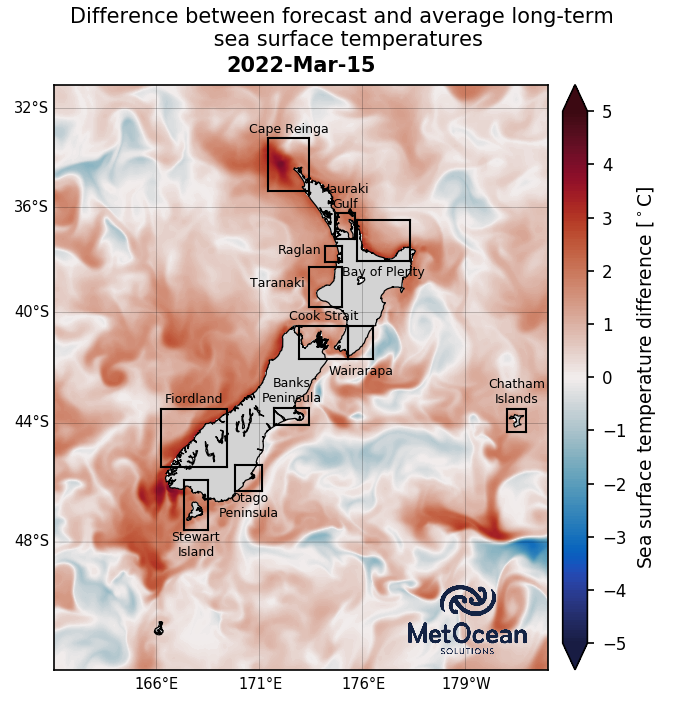 Difference between forecast and average long-term
sea surface temperatures
2022-Mar-15
32°S
36°S
40°S
44°S
48°S
Cape Reinga
Hauraki
Gulf
Raglan
Bay of Plenty
Taranaki
Cook Strait
Wairarapa
Banks
Peninsula
Fiordland
Chatham
Islands
Otago
Peninsula
Stewart
Island
MetOcean
SOLUTIONS
166°E
171°E
176°E
179°W
5
4
3
2
1
0
−1
−2
−3
−4
−5
Sea surface temperature difference [°C]